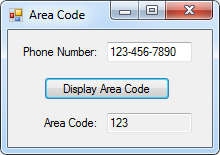 Area Code
Phone Number: 123-456-7890
Display Area Code
Area Code: 123